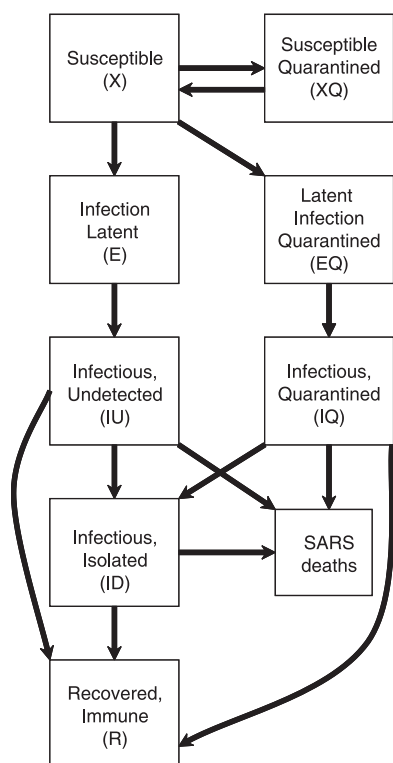 Susceptible
(X)
Susceptible
Quarantined
(XQ)
Infection
Latent
(E)
Latent
Infection
Quarantined
(EQ)
Infectious,
Undetected
(IU)
Infectious,
Quarantined
(IQ)
Infectious,
Isolated
(ID)
SARS
deaths
Recovered,
Immune
(R)